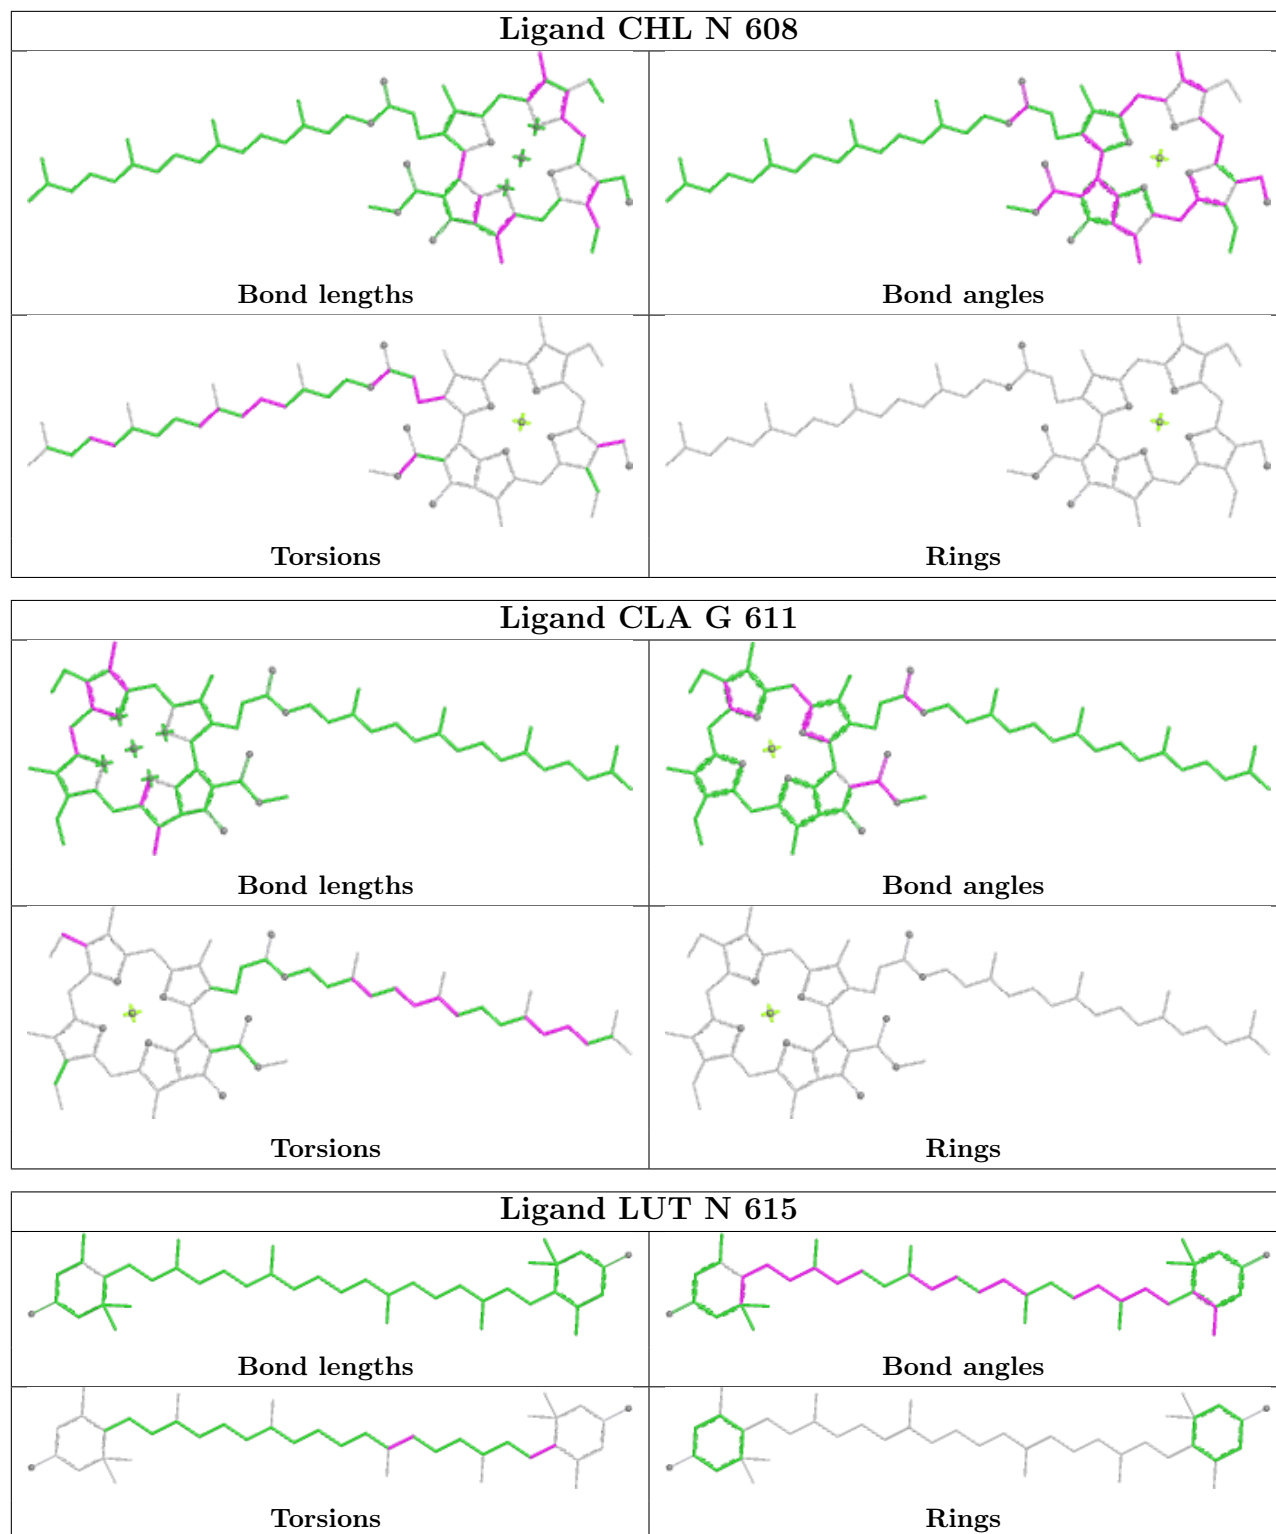 Ligand CHL N 608
Bond lengths
Bond angles
Torsions
Rings
Ligand CLA G 611
Bond lengths
Bond angles
Torsions
Rings
Ligand LUT N 615
Bond lengths
Bond angles
Torsions
Rings